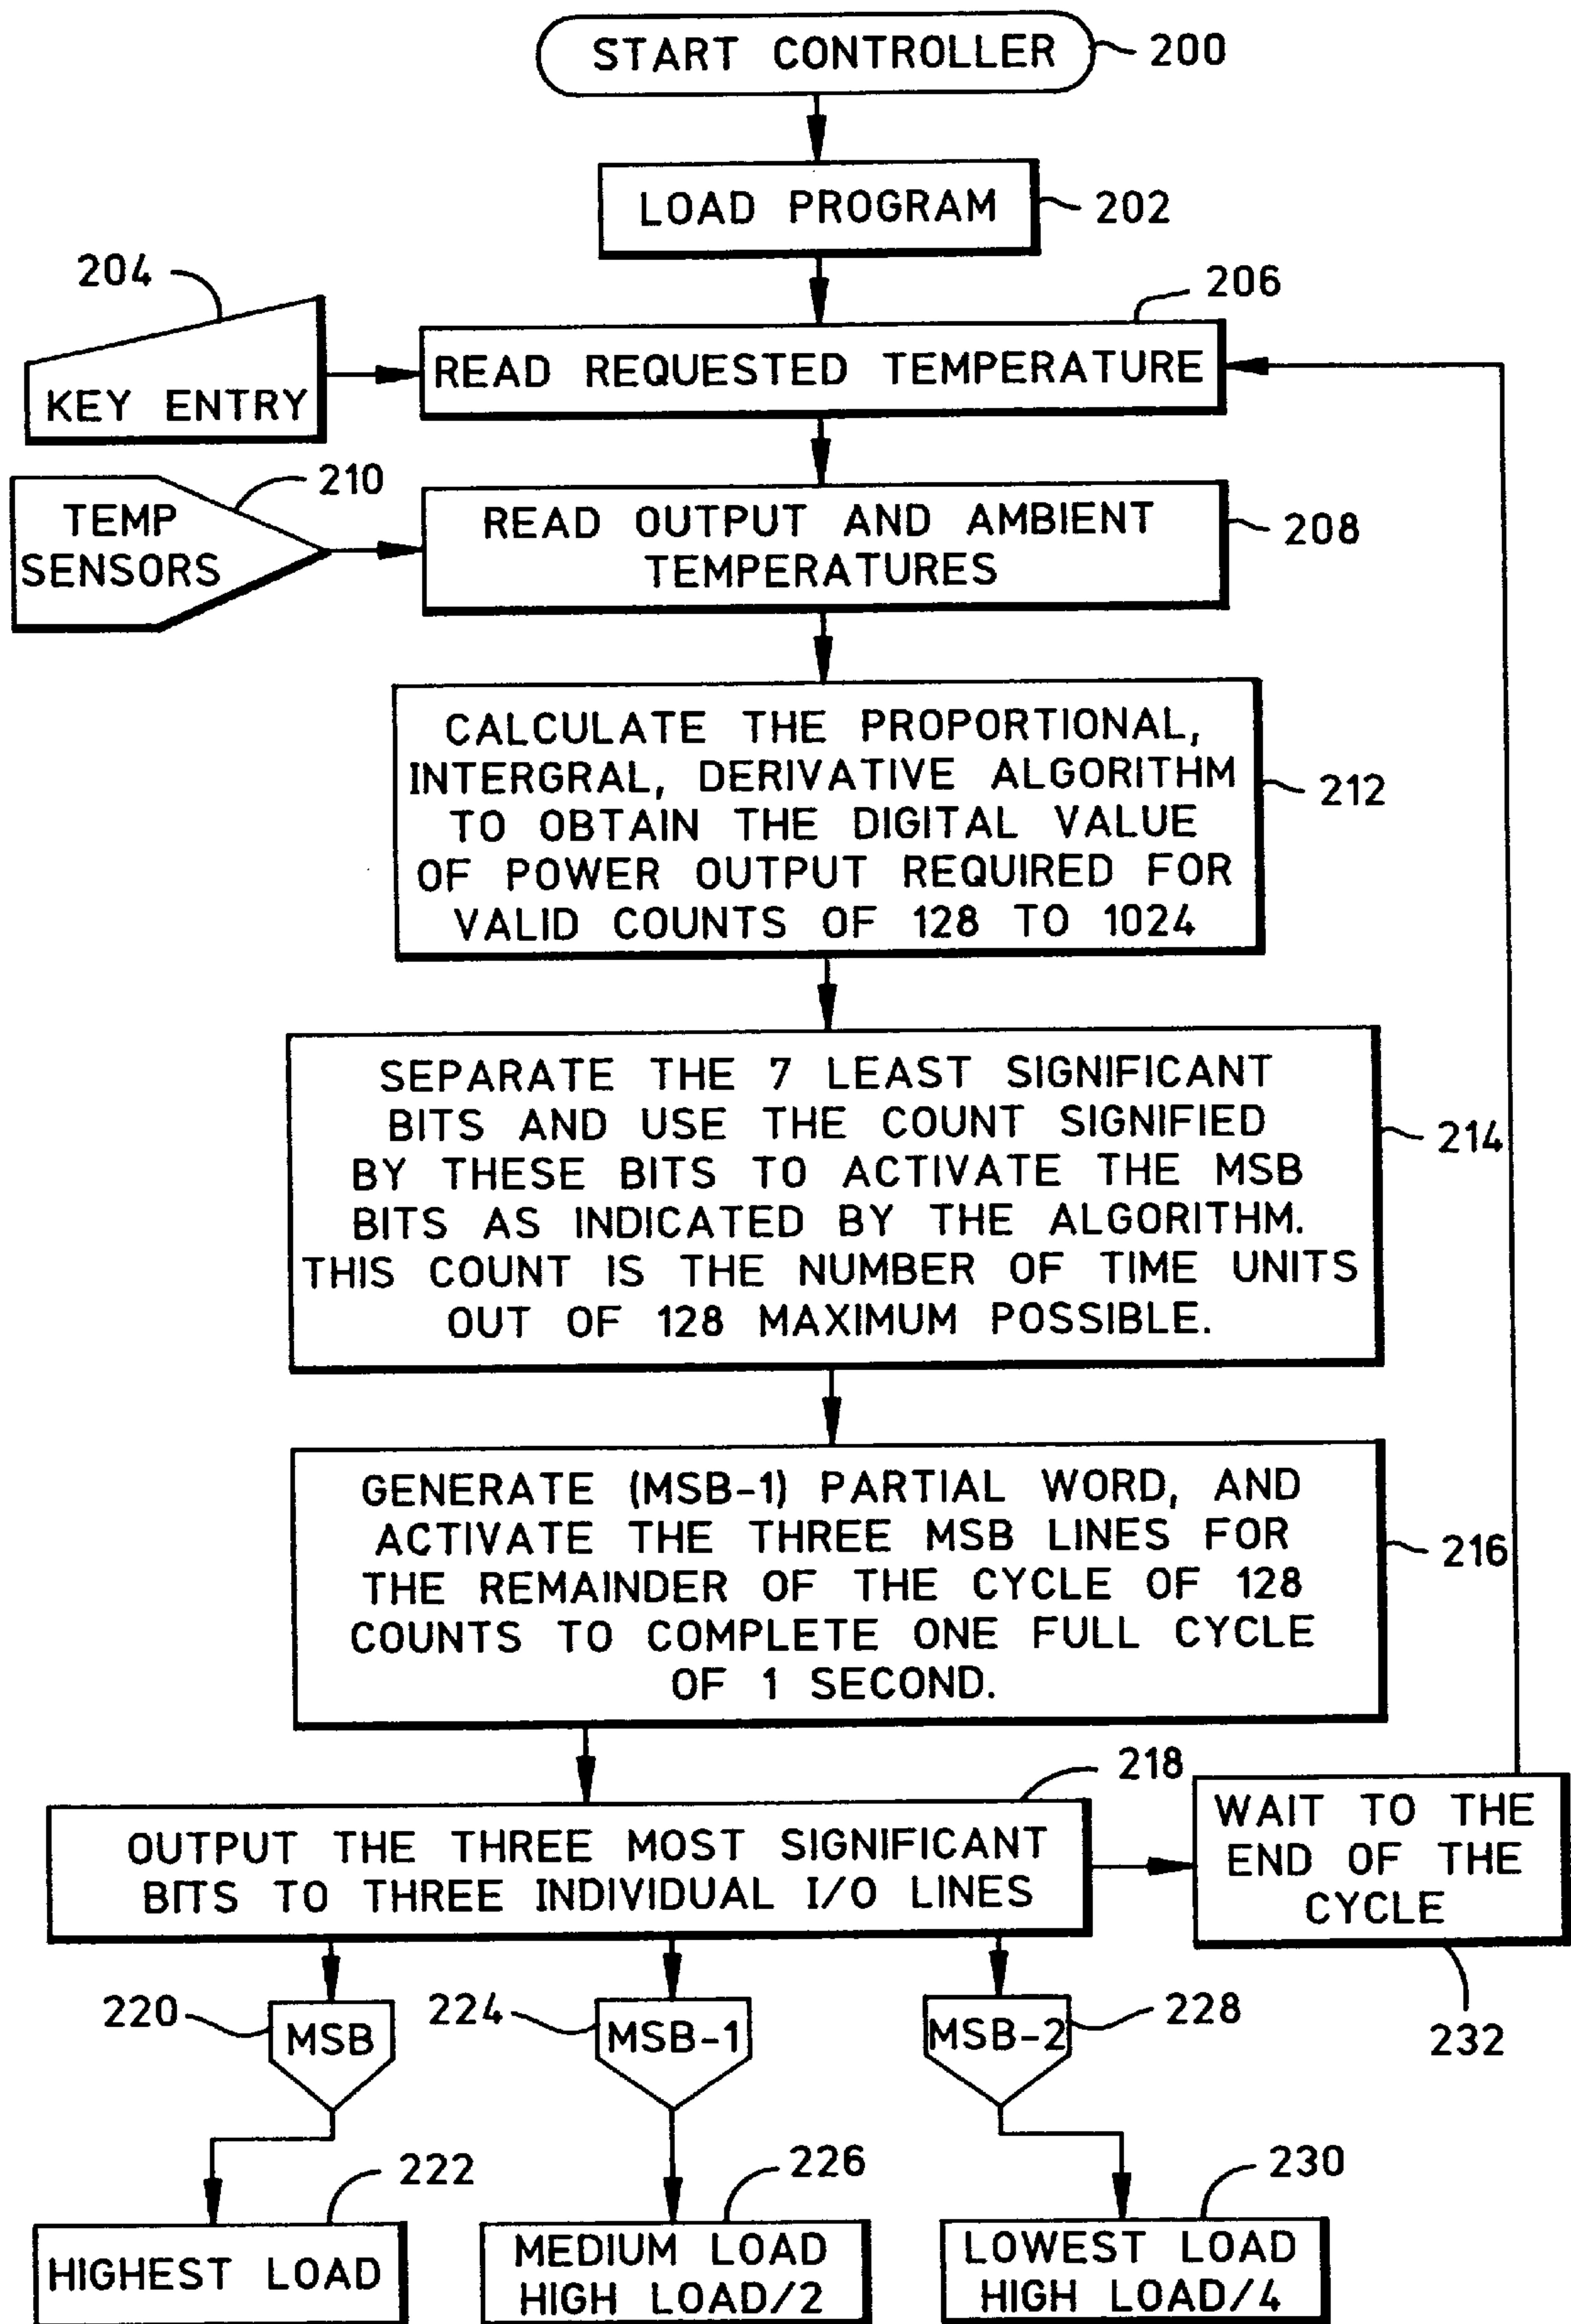 START CONTROLLER
200
LOAD PROGRAM
202
204
206
KEY ENTRY
READ REQUESTED TEMPERATURE
210
TEMP
SENSORS
READ OUTPUT AND AMBIENT
TEMPERATURES
208
CALCULATE THE PROPORTIONAL,
INTERGRAL, DERIVATIVE ALGORITHM
TO OBTAIN THE DIGITAL VALUE
OF POWER OUTPUT REQUIRED FOR
VALID COUNTS OF 128 TO 1024
212
SEPARATE THE 7 LEAST SIGNIFICANT
BITS AND USE THE COUNT SIGNIFIED
BY THESE BITS TO ACTIVATE THE MSB
BITS AS INDICATED BY THE ALGORITHM.
THIS COUNT IS THE NUMBER OF TIME UNITS
OUT OF 128 MAXIMUM POSSIBLE.
214
GENERATE (MSB-1) PARTIAL WORD, AND
ACTIVATE THE THREE MSB LINES FOR
THE REMAINDER OF THE CYCLE OF 128
COUNTS TO COMPLETE ONE FULL CYCLE
OF 1 SECOND.
216
218
OUTPUT THE THREE MOST SIGNIFICANT
BITS TO THREE INDIVIDUAL I/O LINES
WAIT TO THE
END OF THE
CYCLE
232
220
MSB
224
MSB-1
MSB-2
228
222
HIGHEST LOAD
226
MEDIUM LOAD
HIGH LOAD/2
230
LOWEST LOAD
HIGH LOAD/4